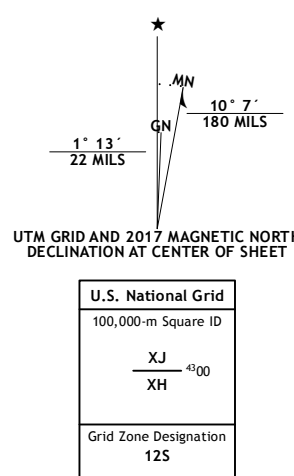 ★
MN
GN
10° 7´
180 MILS
1° 13´
22 MILS
UTM GRID AND 2017 MAGNETIC NORTH
DECLINATION AT CENTER OF SHEET
U.S. National Grid
100,000-m Square ID
XJ
XH
4300
Grid Zone Designation
12S